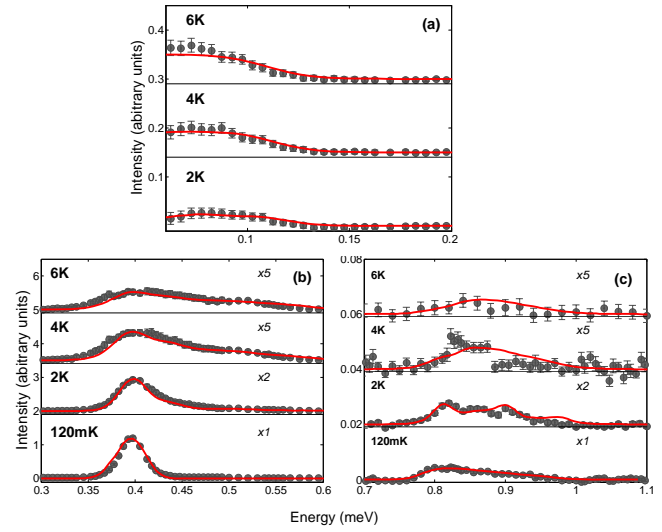 (a)
6K
4K
2K
0.4
0.3
0.2
0.1
Intensity (abitrary units)
0.1 0.15 0.2
(b)
6K x5
4K x5
2K x2
120mK x1
5
4
3
2
1
0
Intensity (arbitrary units)
0.3 0.35 0.4 0.45 0.5 0.55 0.6
(c)
6K x5
4K x5
2K x2
120mK x1
0.08
0.06
0.04
0.02
0
0.7 0.8 0.9 1 1.1
Energy (meV)